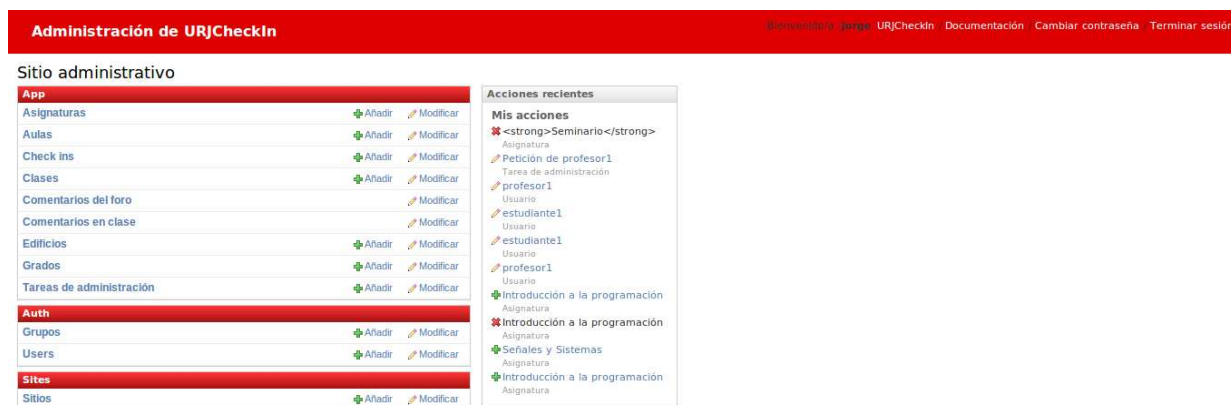 Administración de URJCheckIn
Bienvenido/a Jorge URJCheckIn / Documentación / Cambiar contraseña / Terminar sesión
Sitio administrativo
App
Asignaturas Añadir Modificar
Aulas Añadir Modificar
Check ins Añadir Modificar
Clases Añadir Modificar
Comentarios del foro Modificar
Comentarios en clase Modificar
Edificios Añadir Modificar
Grados Añadir Modificar
Tareas de administración Añadir Modificar
Auth
Grupos Añadir Modificar
Users Añadir Modificar
Sites
Sitios Añadir Modificar
Acciones recientes
Mis acciones
<strong>Seminario</strong>
Asignatura
Petición de profesor1
Tarea de administración
profesor1
Usuario
estudiante1
Usuario
estudiante1
Usuario
profesor1
Usuario
Introducción a la programación
Asignatura
Introducción a la programación
Asignatura
Señales y Sistemas
Asignatura
Introducción a la programación
Asignatura